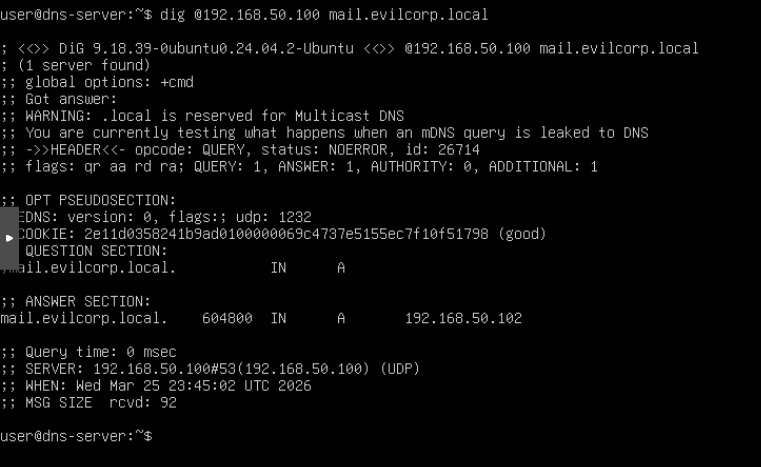 user@dns-server:~$ dig @192.168.50.100 mail.evilcorp.local
; <<>> DiG 9.18.39-0ubuntu0.24.04.2-Ubuntu <<>> @192.168.50.100 mail.evilcorp.local
; (1 server found)
;; global options: +cmd
;; Got answer:
;; WARNING: .local is reserved for Multicast DNS
;; You are currently testing what happens when an mDNS query is leaked to DNS
;; ->>HEADER<<- opcode: QUERY, status: NOERROR, id: 26714
;; flags: qr aa rd ra; QUERY: 1, ANSWER: 1, AUTHORITY: 0, ADDITIONAL: 1
;; OPT PSEUDOSECTION:
EDNS: version: 0, flags:; udp: 1232
COOKIE: 2e11d0358241b9ad0100000069c4737e5155ec7f10f51798 (good)
QUESTION SECTION:
;mail.evilcorp.local. IN A
;; ANSWER SECTION:
mail.evilcorp.local. 604800 IN A 192.168.50.102
;; Query time: 0 msec
;; SERVER: 192.168.50.100#53(192.168.50.100) (UDP)
;; WHEN: Wed Mar 25 23:45:02 UTC 2026
;; MSG SIZE rcvd: 92
user@dns-server:~$